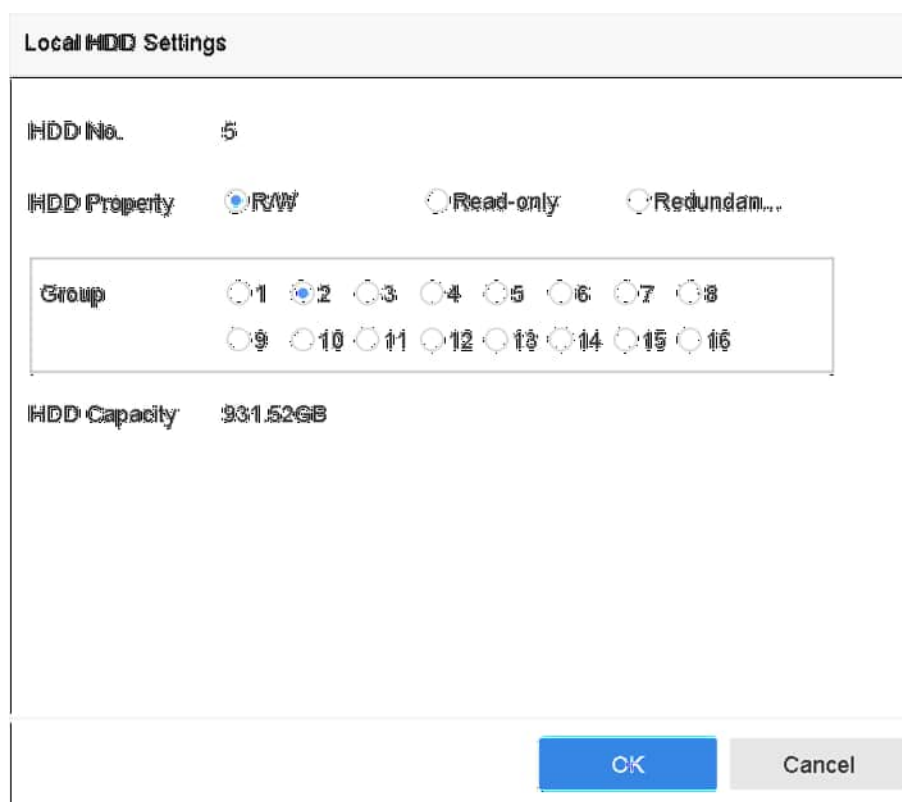 Local HDD Settings
HDD No. 5
HDD Property R/W Read-only Redundan...
Group 1 2 3 4 5 6 7 8
9 10 11 12 13 14 15 16
HDD Capacity 931.52GB
OK Cancel